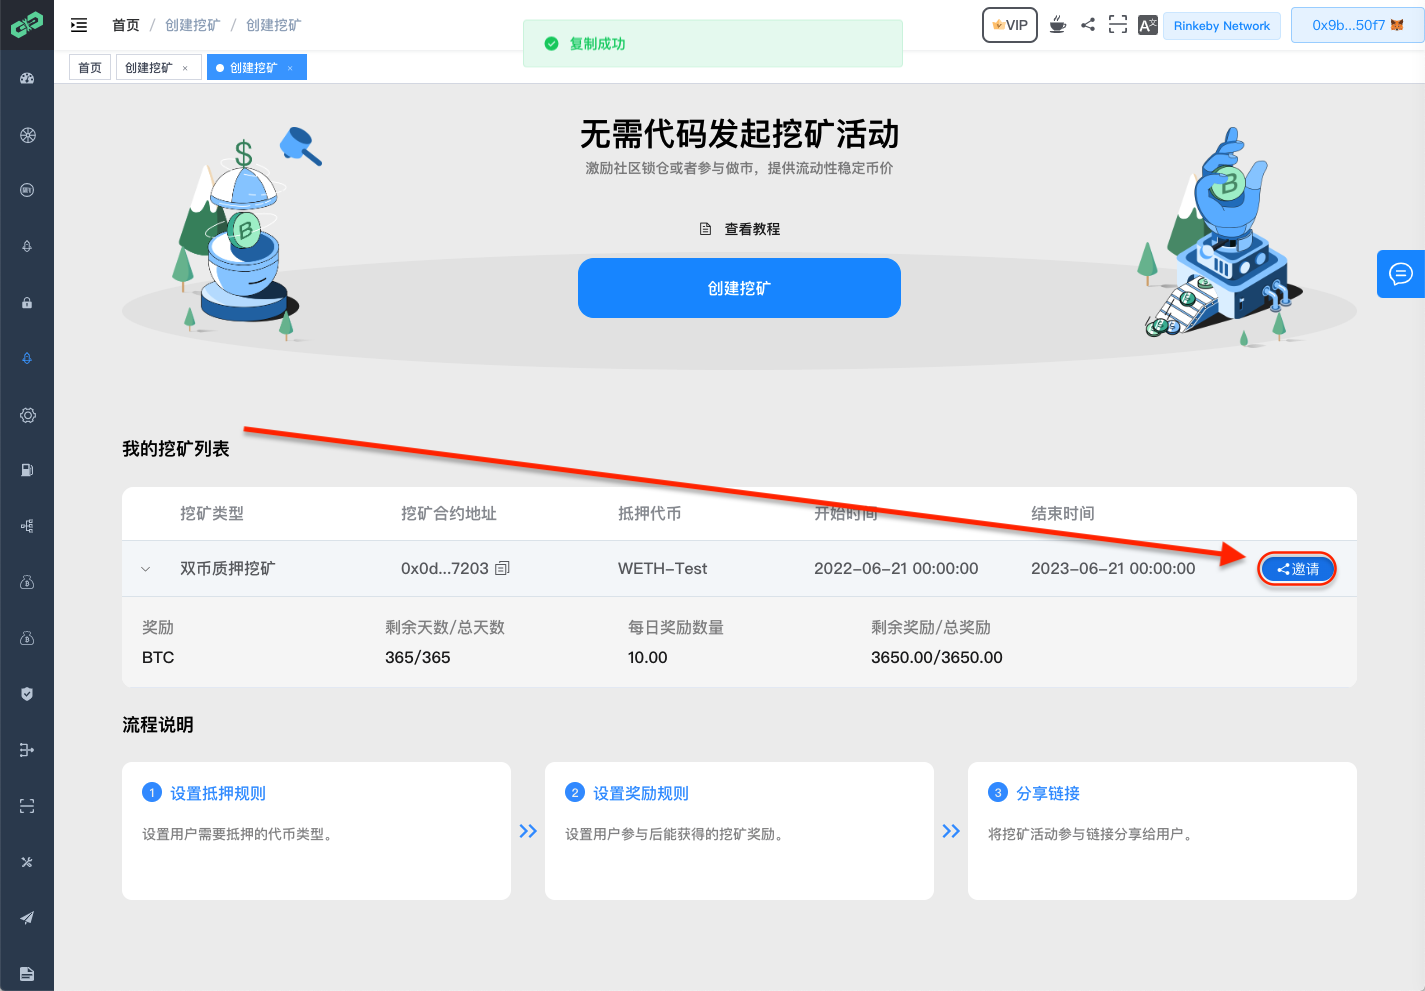 首页 / 创建挖矿 / 创建挖矿
复制成功
VIP
Rinkeby Network
0x9b...50f7
首页
创建挖矿 ×
创建挖矿 ×
无需代码发起挖矿活动
激励社区锁仓或者参与做市，提供流动性稳定币价
查看教程
创建挖矿
我的挖矿列表
挖矿类型 挖矿合约地址 抵押代币 开始时间 结束时间
双币质押挖矿 0x0d...7203 WETH-Test 2022-06-21 00:00:00 2023-06-21 00:00:00 邀请
奖励 剩余天数/总天数 每日奖励数量 剩余奖励/总奖励
BTC 365/365 10.00 3650.00/3650.00
流程说明
1 设置抵押规则
设置用户需要抵押的代币类型。
2 设置奖励规则
设置用户参与后能获得的挖矿奖励。
3 分享链接
将挖矿活动参与链接分享给用户。